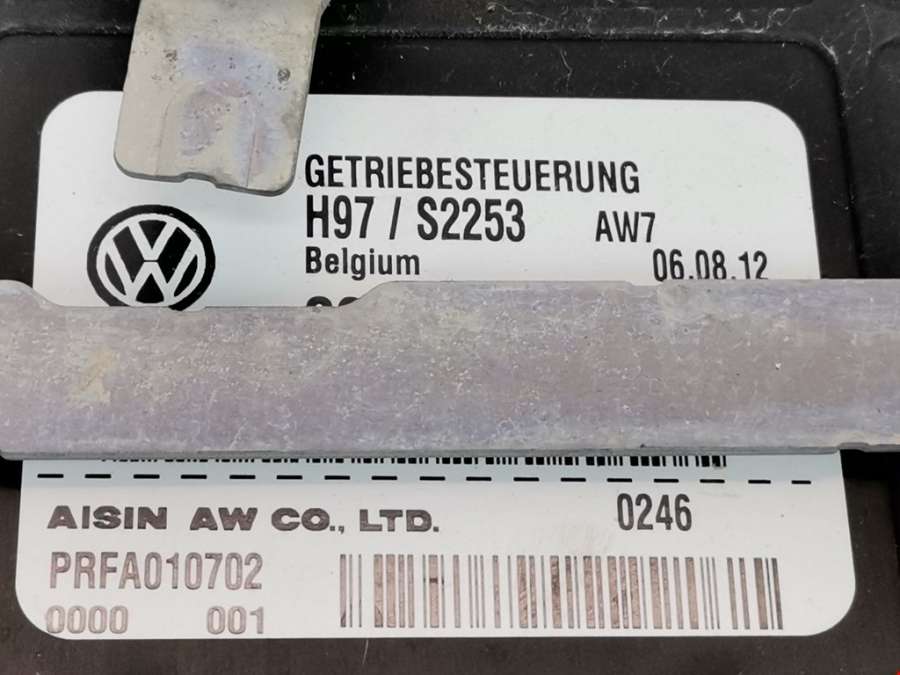 GETRIEBESTEUERUNG
H97 / S2253 AW7
Belgium 06.08.12
AISIN AW CO., LTD. 0246
PRFA010702
0000 001